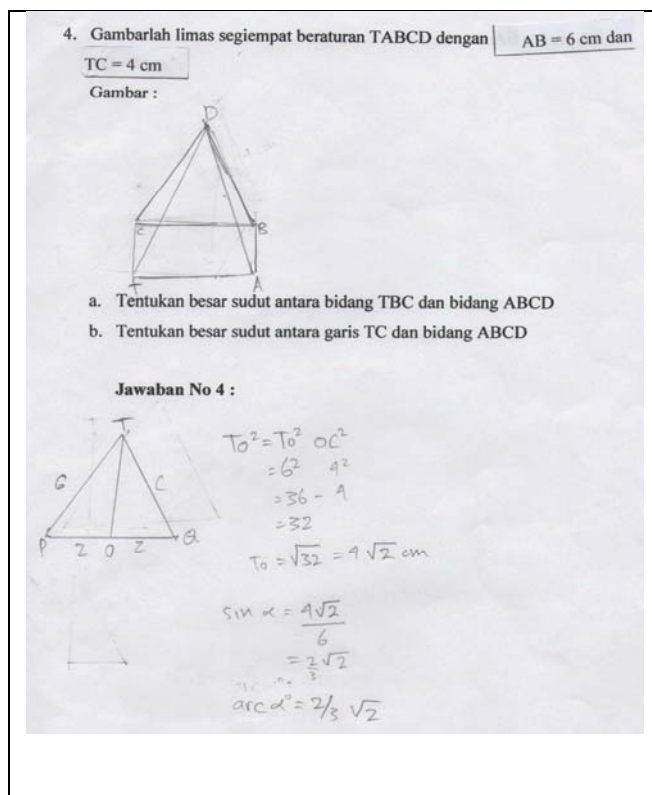 4. Gambarlah limas segiempat beraturan TABCD dengan AB = 6 cm dan
TC = 4 cm
Gambar :
D
C B
T A
a. Tentukan besar sudut antara bidang TBC dan bidang ABCD
b. Tentukan besar sudut antara garis TC dan bidang ABCD
Jawaban No 4 :
T
6 C
P 2 0 2 Q
To² = To² OC²
= 6² 4²
= 36 - 4
= 32
To = √32 = 4√2 cm
sin α = 4√2
6
= 2/3 √2
arc α° = 2/3 √2